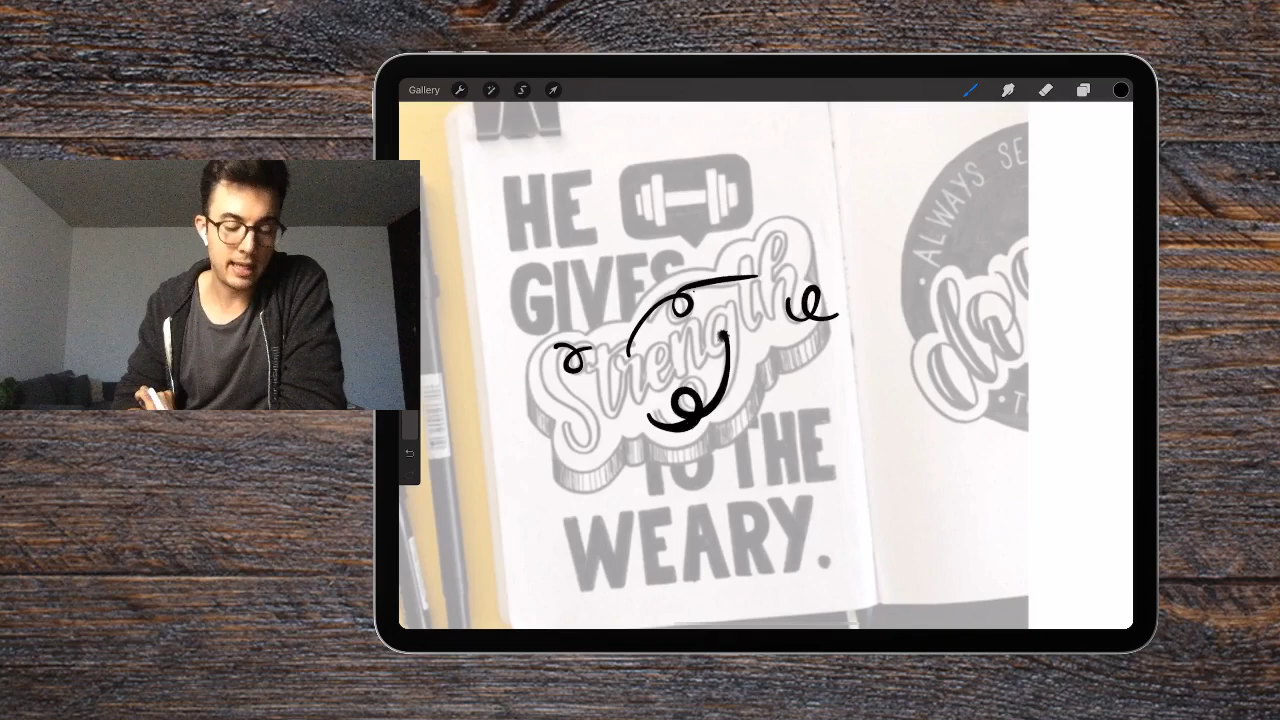 Gallery
HE
GIVES
Strength
TO THE
WEARY.
ALWAYS SE